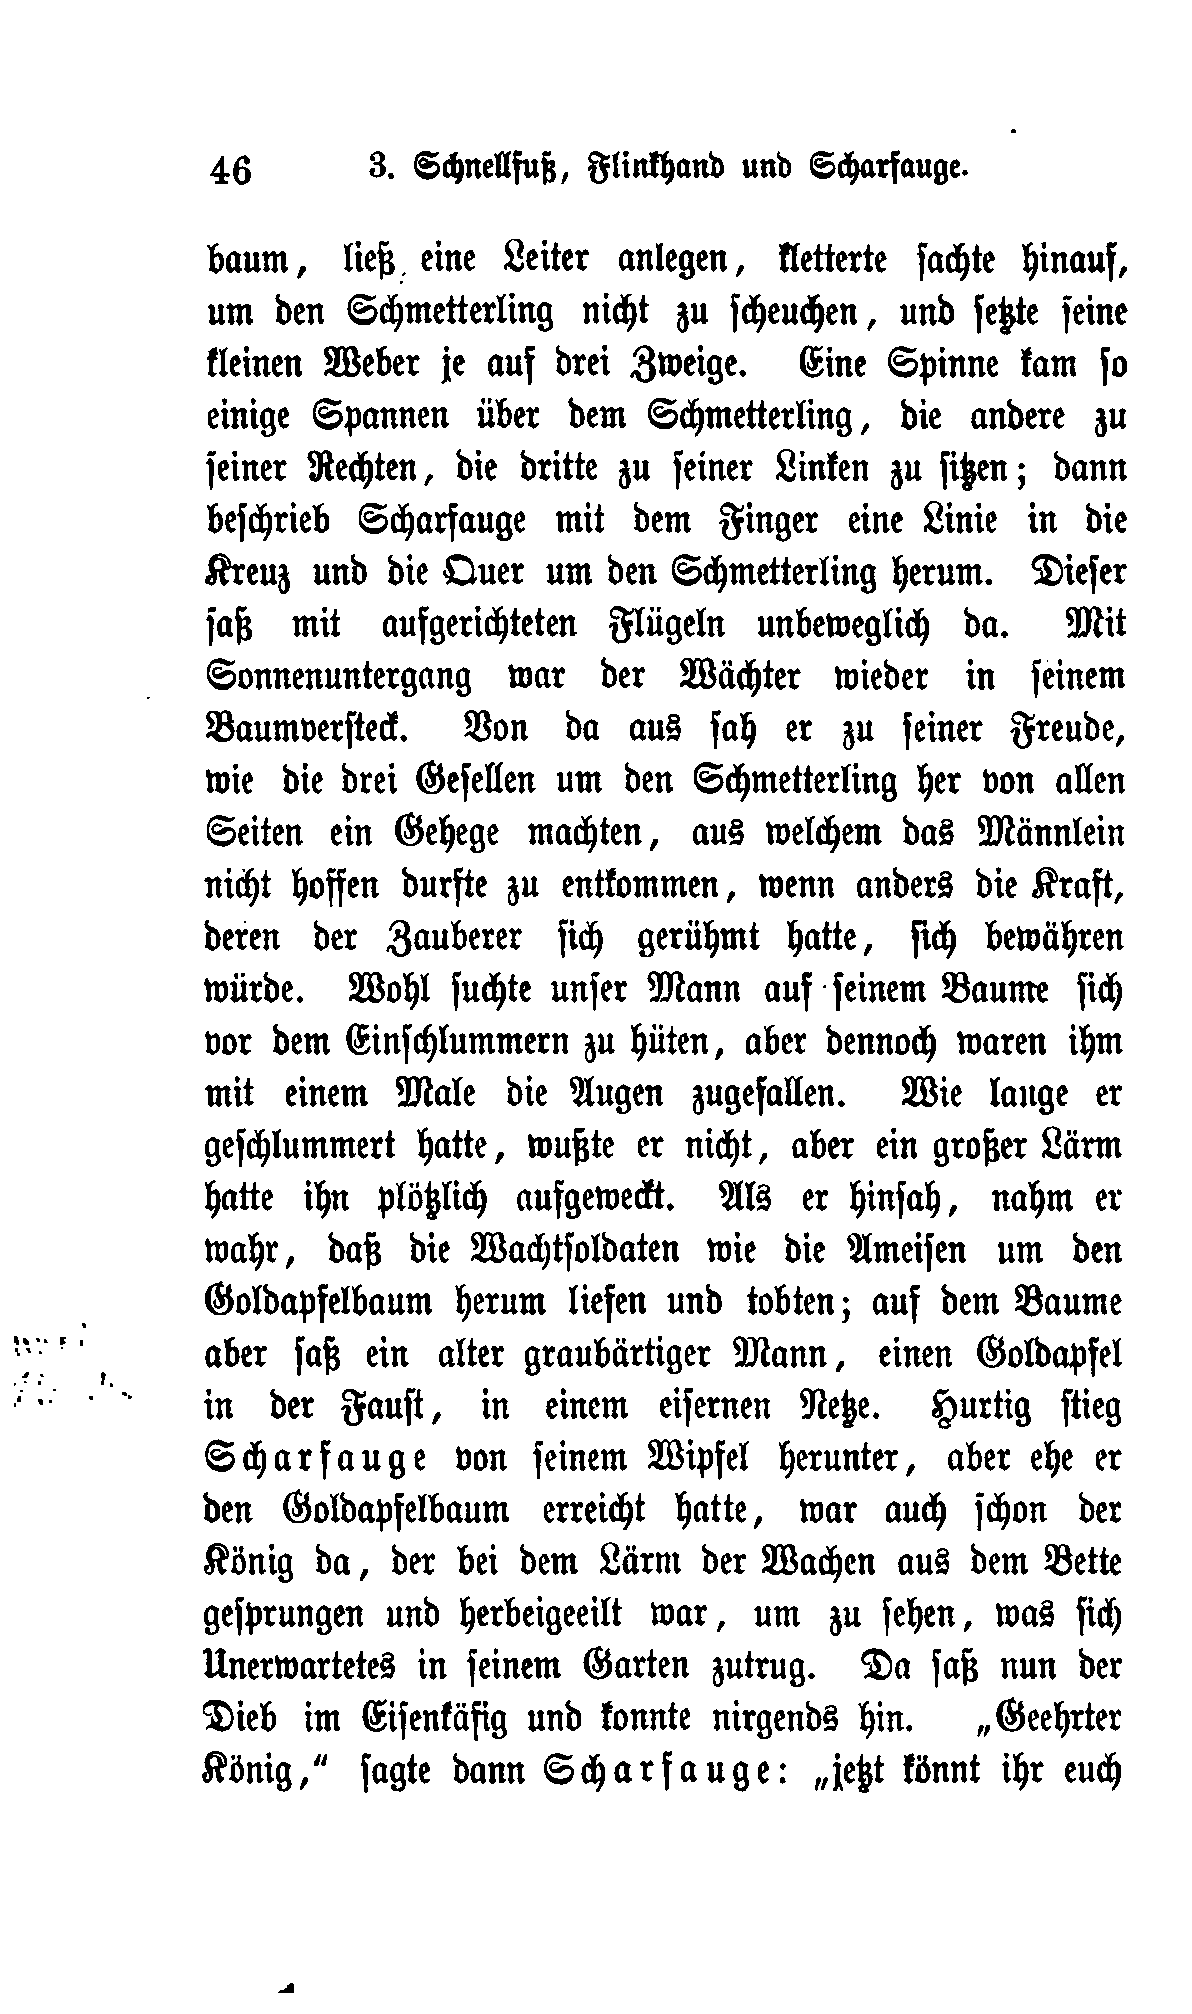 46 3. Schnellfuß, Flinkhand und Scharfauge.
baum, ließ eine Leiter anlegen, kletterte sachte hinauf,
um den Schmetterling nicht zu scheuchen, und setzte seine
kleinen Weber je auf drei Zweige. Eine Spinne kam so
einige Spannen über dem Schmetterling, die andere zu
seiner Rechten, die dritte zu seiner Linken zu sitzen; dann
beschrieb Scharfauge mit dem Finger eine Linie in die
Kreuz und die Quer um den Schmetterling herum. Dieser
saß mit aufgerichteten Flügeln unbeweglich da. Mit
Sonnenuntergang war der Wächter wieder in seinem
Baumversteck. Von da aus sah er zu seiner Freude,
wie die drei Gesellen um den Schmetterling her von allen
Seiten ein Gehege machten, aus welchem das Männlein
nicht hoffen durfte zu entkommen, wenn anders die Kraft,
deren der Zauberer sich gerühmt hatte, sich bewähren
würde. Wohl suchte unser Mann auf seinem Baume sich
vor dem Einschlummern zu hüten, aber dennoch waren ihm
mit einem Male die Augen zugefallen. Wie lange er
geschlummert hatte, wußte er nicht, aber ein großer Lärm
hatte ihn plötzlich aufgeweckt. Als er hinsah, nahm er
wahr, daß die Wachtsoldaten wie die Ameisen um den
Goldapfelbaum herum liefen und tobten; auf dem Baume
aber saß ein alter graubärtiger Mann, einen Goldapfel
in der Faust, in einem eisernen Netze. Hurtig stieg
Scharfauge von seinem Wipfel herunter, aber ehe er
den Goldapfelbaum erreicht hatte, war auch schon der
König da, der bei dem Lärm der Wachen aus dem Bette
gesprungen und herbeigeeilt war, um zu sehen, was sich
Unerwartetes in seinem Garten zutrug. Da saß nun der
Dieb im Eisenkäfig und konnte nirgends hin. „Geehrter
König,“ sagte dann Scharfauge: „jetzt könnt ihr euch